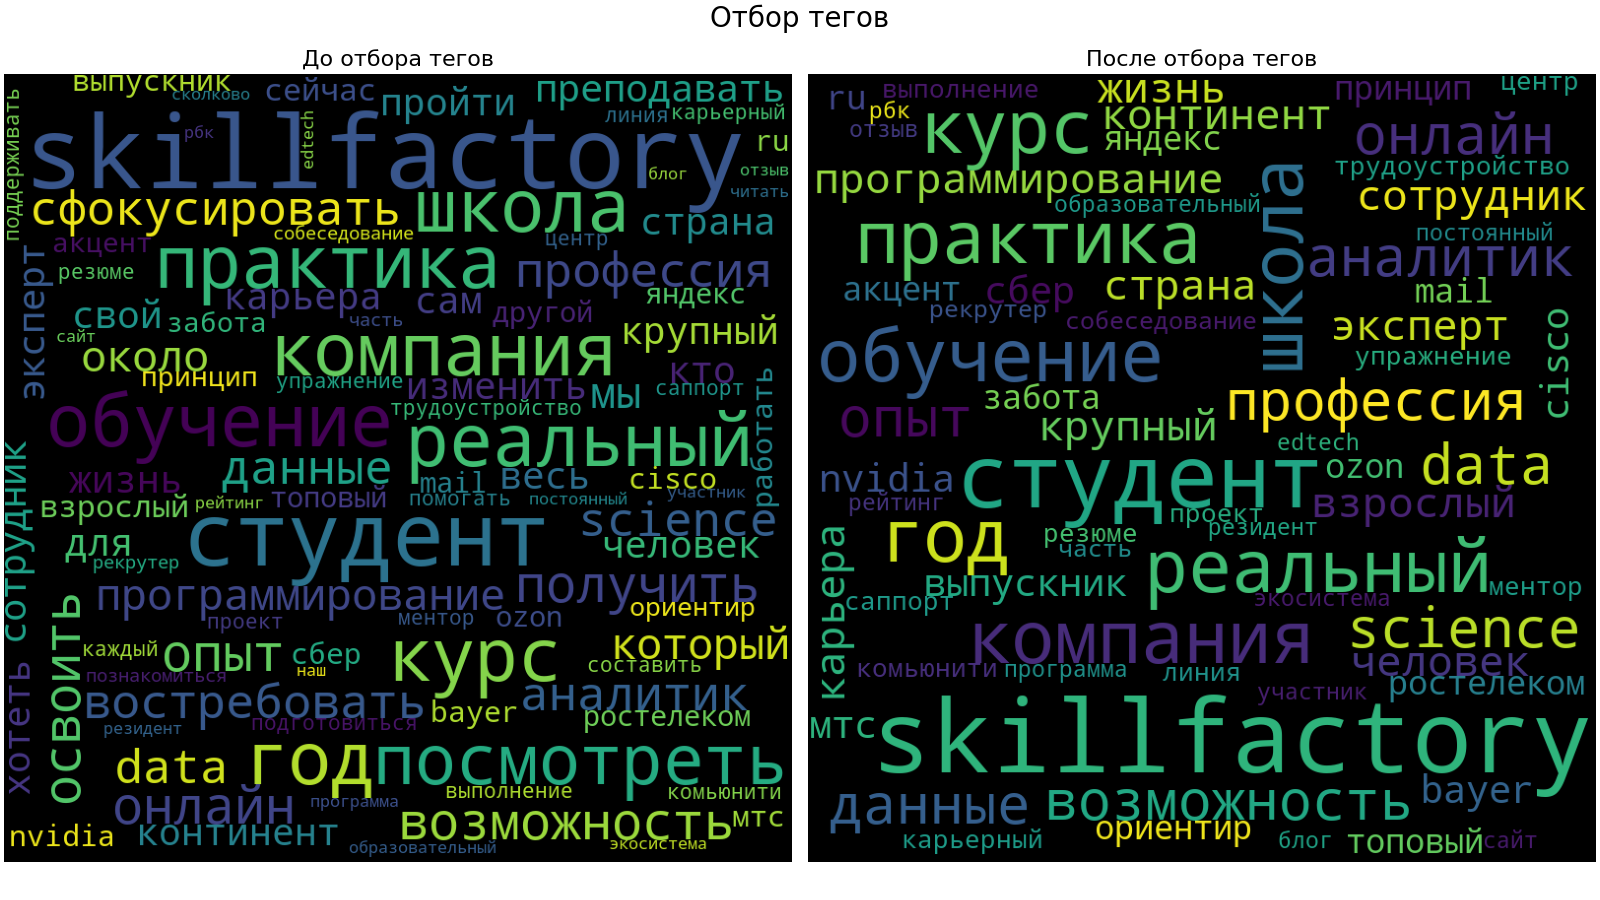 Отбор тегов
До отбора тегов
выпускник
сколково
сейчас
пройти
преподавать
поддерживать
рбк
edtech
линия
карьерный
skillfactory
ru
блог
отзыв
читать
сфокусировать
школа
страна
собеседование
акцент
центр
эксперт
резюме
практика
профессия
карьера
сам
другой
яндекс
свой
забота
часть
сайт
около
компания
крупный
принцип
упражнение
изменить
кто
мы
саппорт
обучение
трудоустройство
реальный
работать
сотрудник
жизнь
данные
mail
весь
cisco
взрослый
рейтинг
топовый
помогать
постоянный
участник
для
студент
science
рекрутер
человек
программирование
получить
проект
ментор
ozon
ориентир
хотеть
освоить
каждый
опыт
сбер
наш
курс
который
познакомиться
составить
востребовать
bayer
аналитик
резидент
подготовиться
ростелеком
data
год
посмотреть
онлайн
программа
выполнение
комьюнити
nvidia
континент
возможность
мтс
образовательный
экосистема
После отбора тегов
ru
выполнение
рбк
отзыв
жизнь
принцип
центр
курс
континент
яндекс
онлайн
программирование
трудоустройство
образовательный
школа
сотрудник
практика
постоянный
аналитик
акцент
сбер
страна
mail
рекрутер
собеседование
эксперт
cisco
обучение
упражнение
забота
опыт
крупный
профессия
edtech
nvidia
студент
ozon
data
рейтинг
взрослый
проект
резидент
год
резюме
часть
карьера
выпускник
реальный
ментор
саппорт
экосистема
компания
science
комьюнити
программа
линия
человек
участник
ростелеком
мтс
skillfactory
данные
возможность
bayer
карьерный
ориентир
блог
топовый
сайт